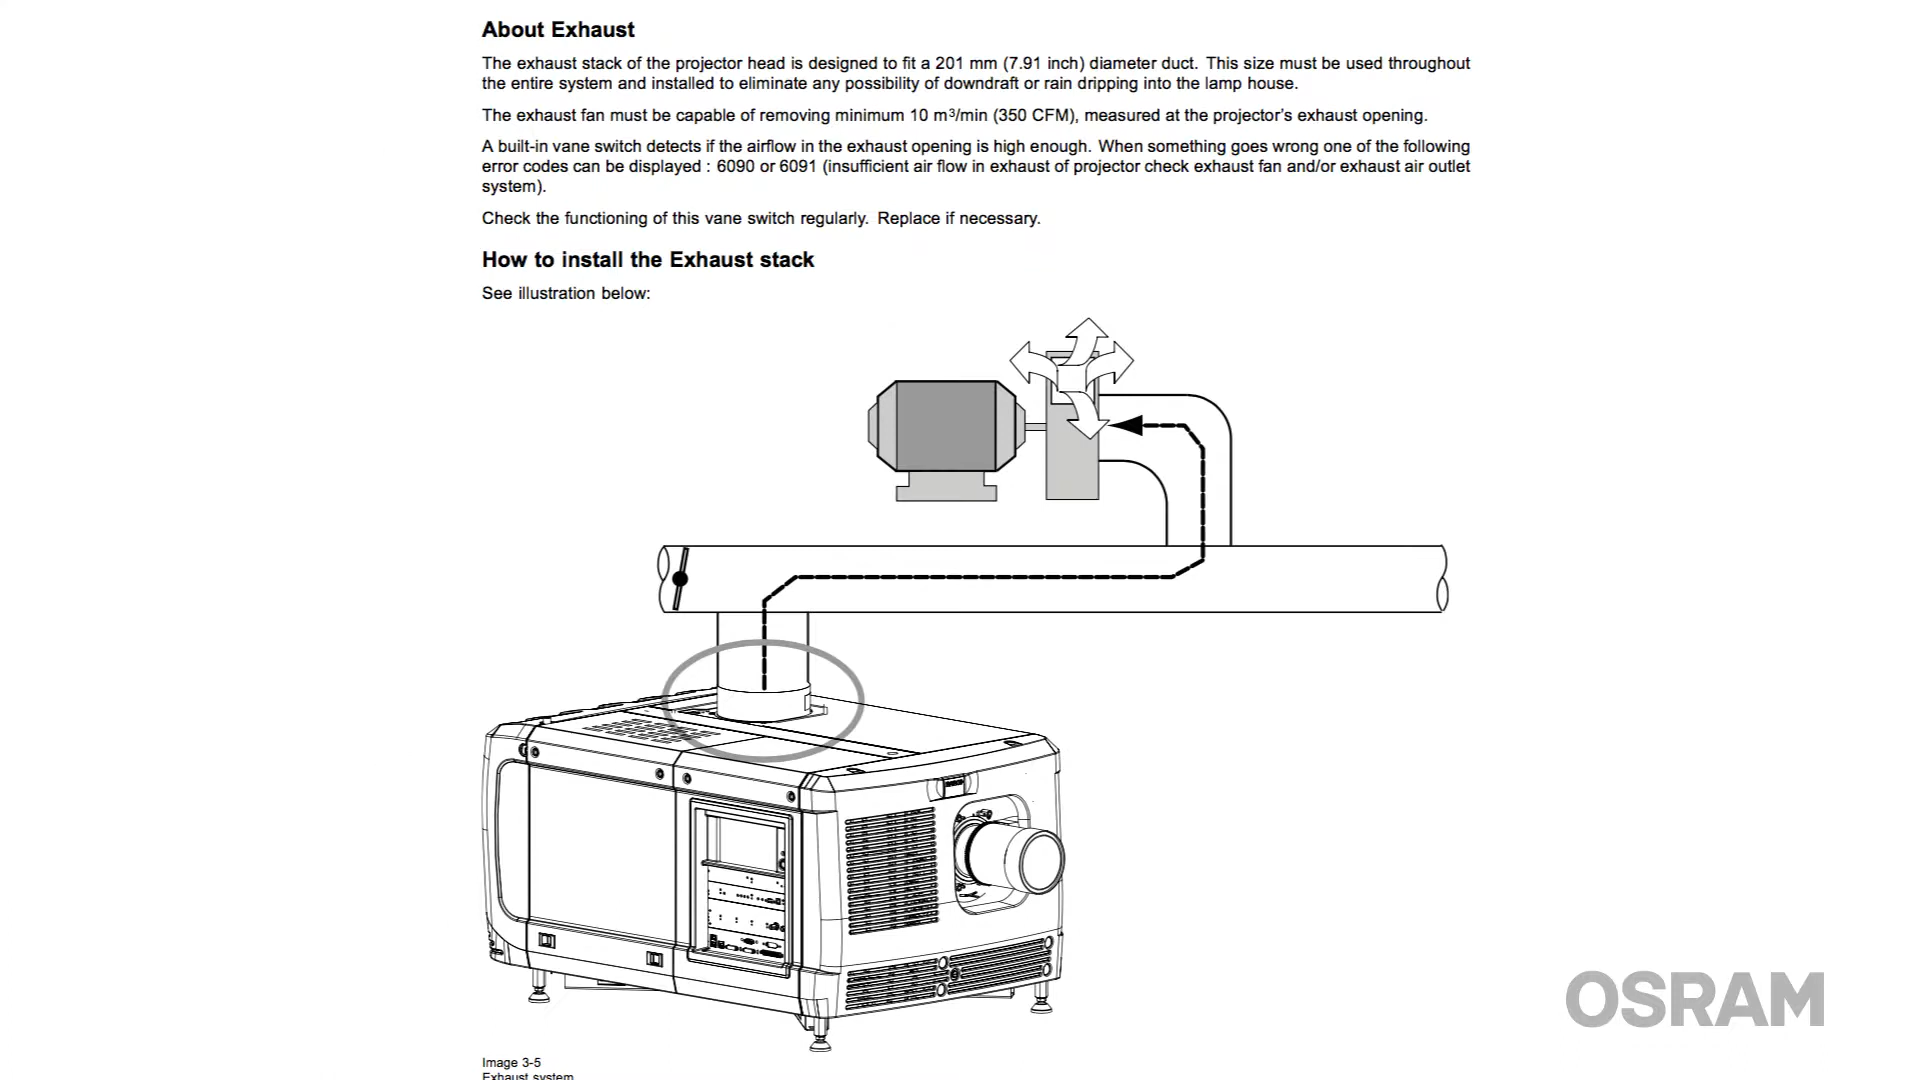 About Exhaust
The exhaust stack of the projector head is designed to fit a 201 mm (7.91 inch) diameter duct. This size must be used throughout
the entire system and installed to eliminate any possibility of downdraft or rain dripping into the lamp house.
The exhaust fan must be capable of removing minimum 10 m³/min (350 CFM), measured at the projector's exhaust opening.
A built-in vane switch detects if the airflow in the exhaust opening is high enough. When something goes wrong one of the following
error codes can be displayed : 6090 or 6091 (insufficient air flow in exhaust of projector check exhaust fan and/or exhaust air outlet
system).
Check the functioning of this vane switch regularly. Replace if necessary.
How to install the Exhaust stack
See illustration below:
OSRAM
Image 3-5
Exhaust system